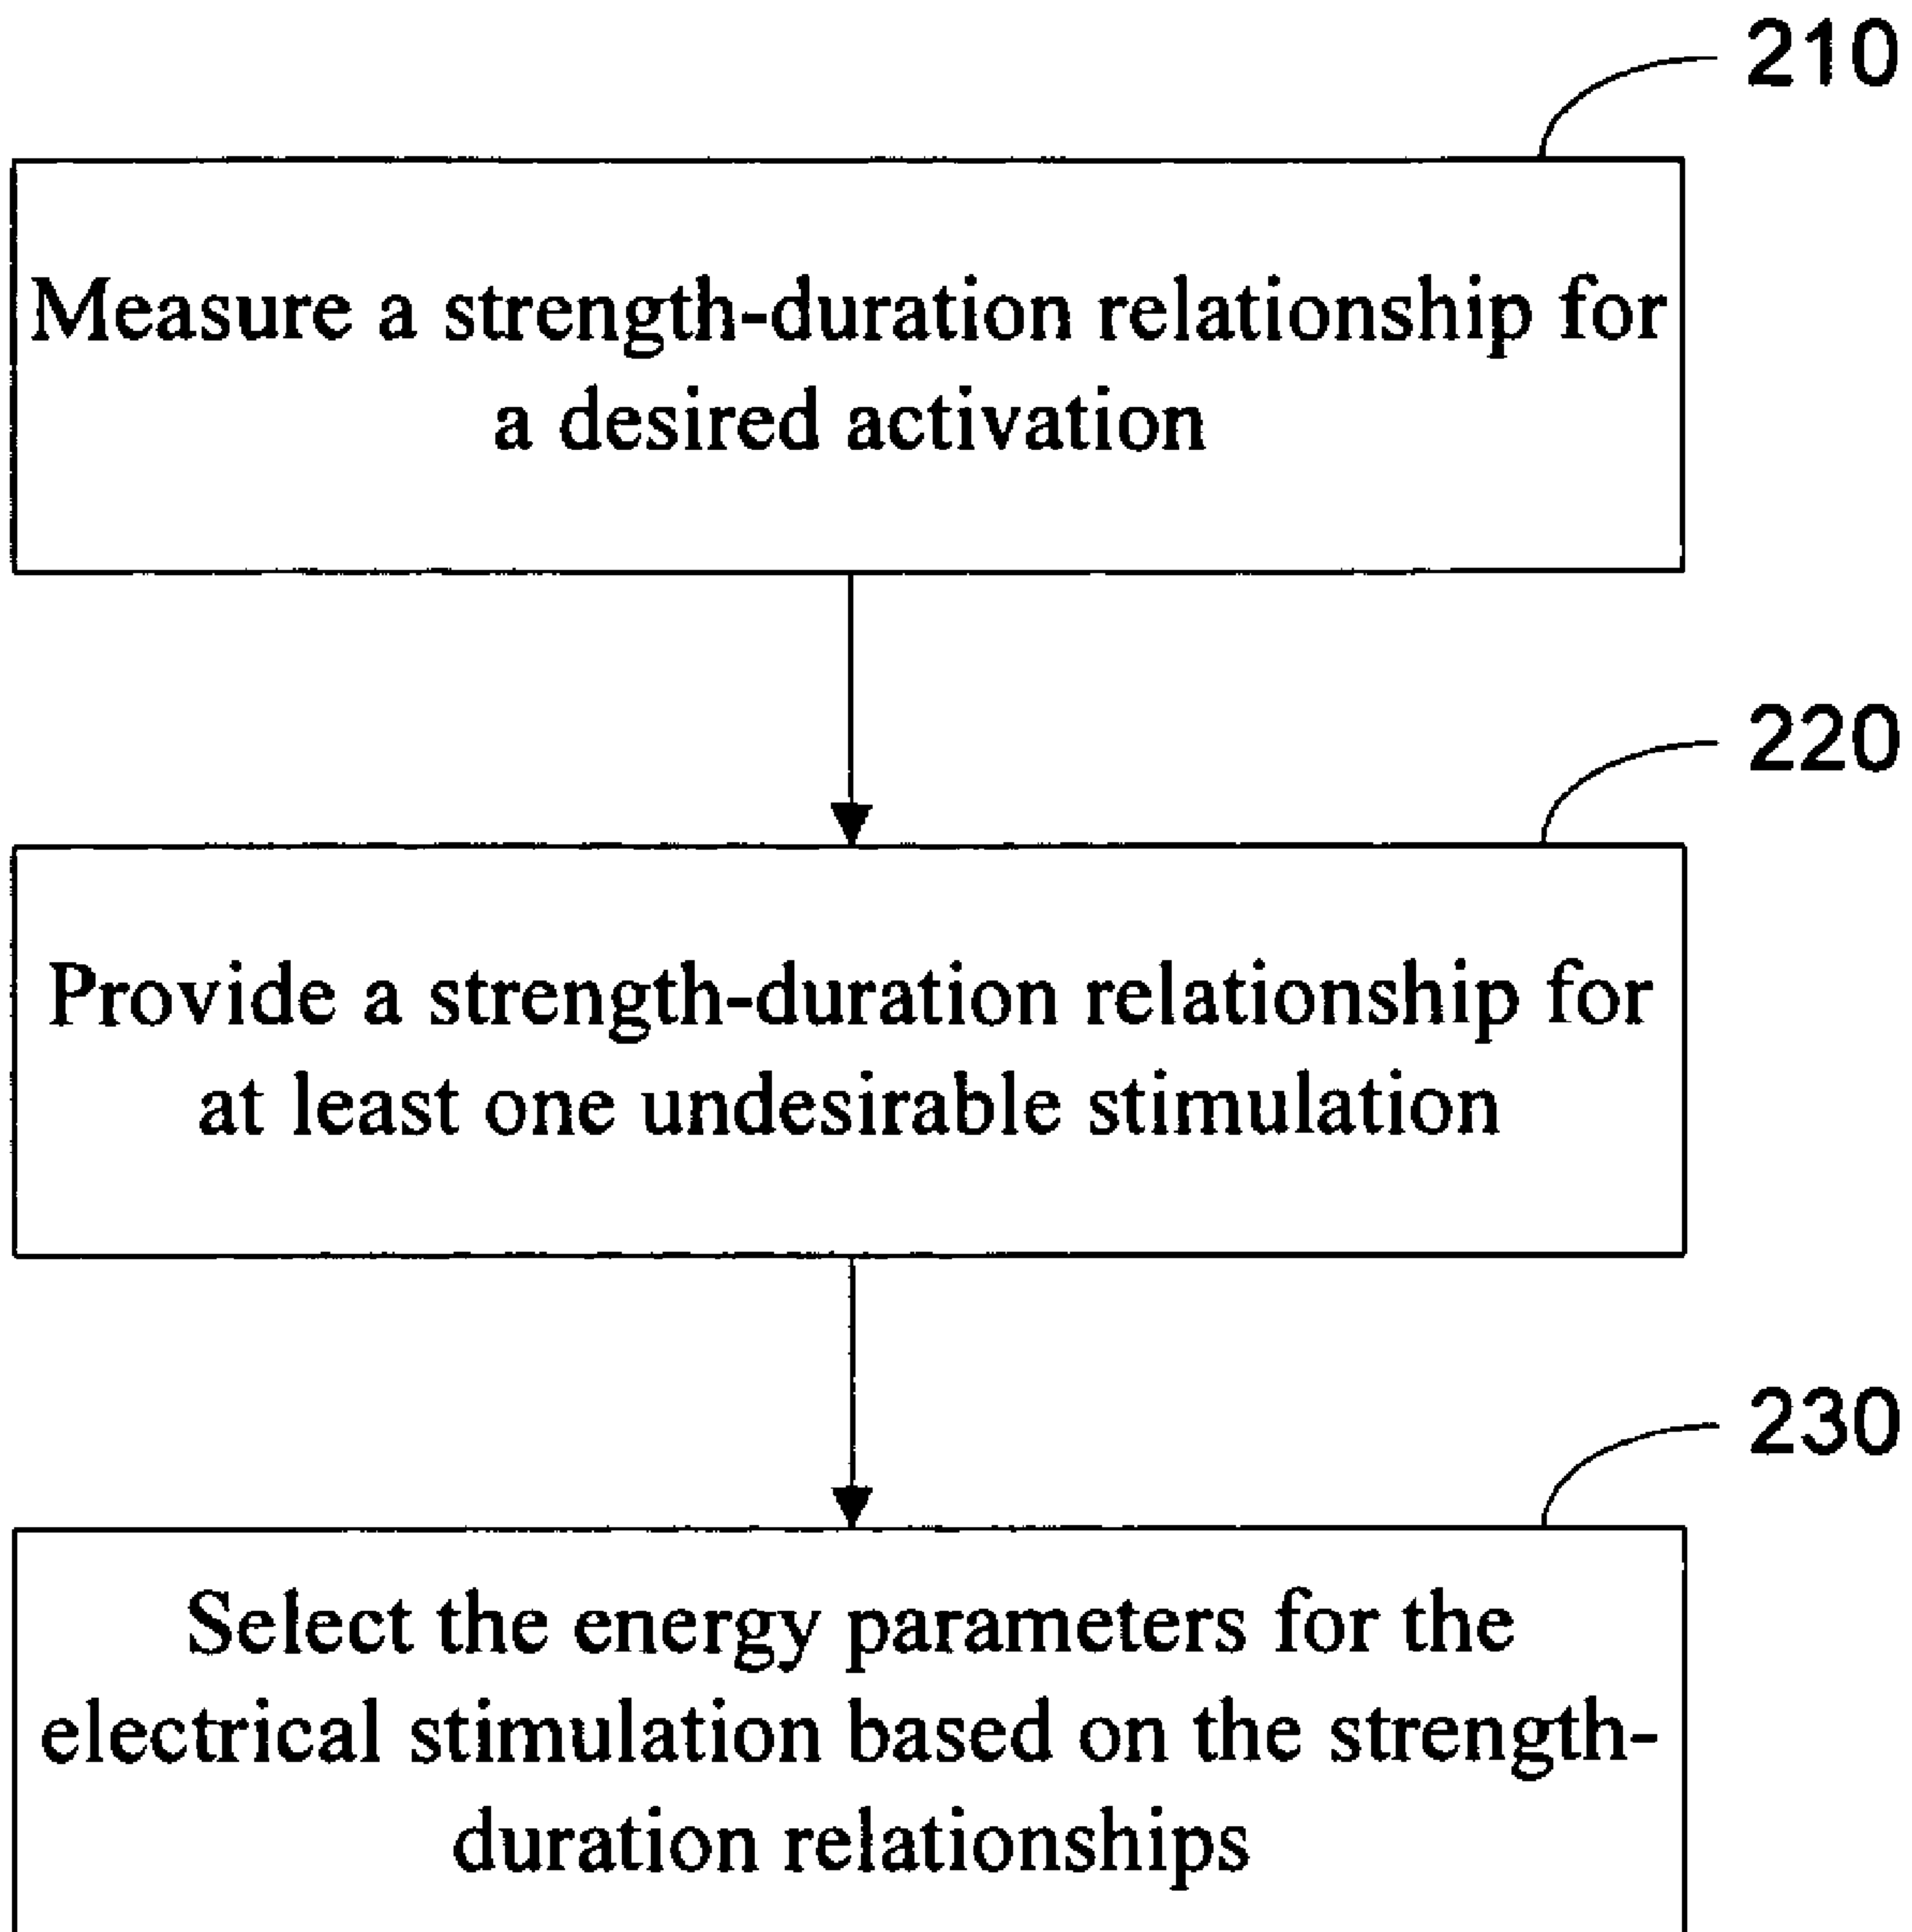 210
Measure a strength-duration relationship for
a desired activation
220
Provide a strength-duration relationship for
at least one undesirable stimulation
230
Select the energy parameters for the
electrical stimulation based on the strength-
duration relationships